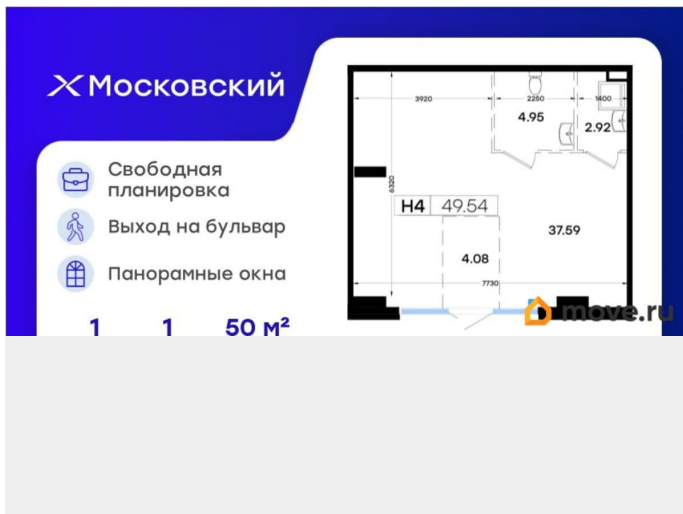 Московский
Свободная
планировка
Выход на бульвар
Панорамные окна
1 1 50 м²
3920 2250 1400
4.95
2.92
6320
Н4 49.54
37.59
4.08
7730
move.ru